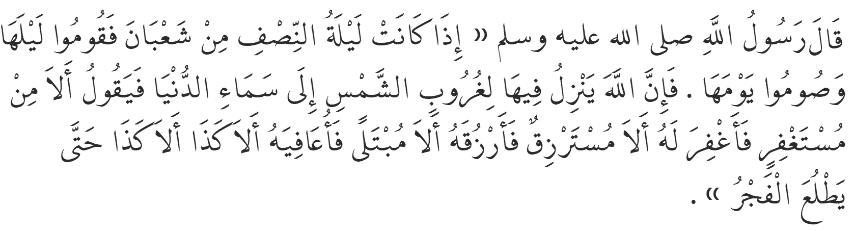 قَالَ رَسُولُ اللَّهِ صلى الله عليه وسلم « إِذَا كَانَتْ لَيْلَةُ النِّصْفِ مِنْ شَعْبَانَ فَقُومُوا لَيْلَهَا
وَصُومُوا يَوْمَهَا . فَإِنَّ اللَّهَ يَنْزِلُ فِيهَا لِغُرُوبِ الشَّمْسِ إِلَى سَمَاءِ الدُّنْيَا فَيَقُولُ أَلاَ مِنْ
مُسْتَغْفِرٍ فَأَغْفِرَ لَهُ أَلاَ مُسْتَرْزِقٌ فَأَرْزُقَهُ أَلاَ مُبْتَلًى فَأُعَافِيَهُ أَلاَ كَذَا أَلاَ كَذَا حَتَّى
يَطْلُعَ الْفَجْرُ » .